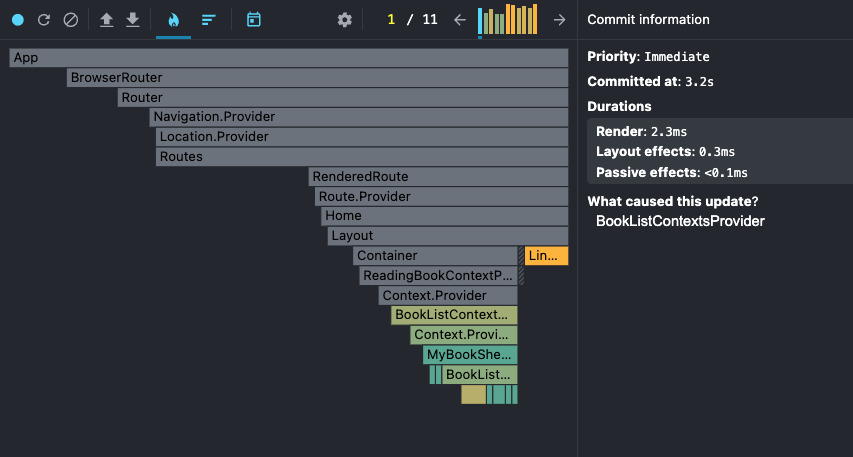 1 / 11
Commit information
App
BrowserRouter
Router
Navigation.Provider
Location.Provider
Routes
RenderedRoute
Route.Provider
Home
Layout
Container
Lin...
ReadingBookContextP...
Context.Provider
BookListContext...
Context.Provi...
MyBookShe...
BookList...
Priority: Immediate
Committed at: 3.2s
Durations
Render: 2.3ms
Layout effects: 0.3ms
Passive effects: <0.1ms
What caused this update?
BookListContextsProvider